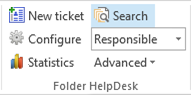 New ticket Search
Configure Responsible
Statistics Advanced
Folder HelpDesk